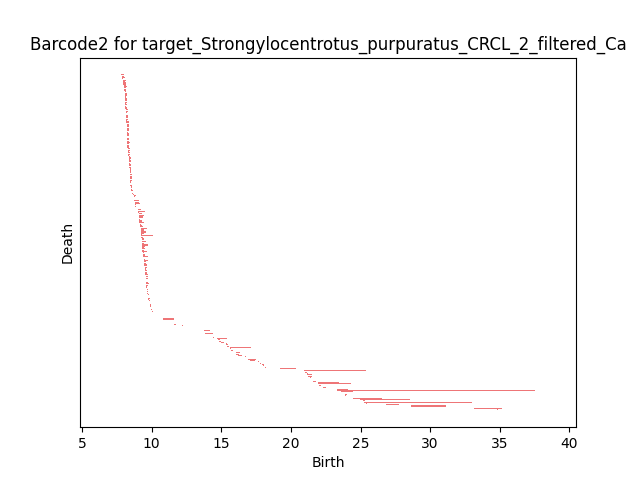 Barcode2 for target_Strongylocentrotus_purpuratus_CRCL_2_filtered_Ca
Death
5 10 15 20 25 30 35 40
Birth